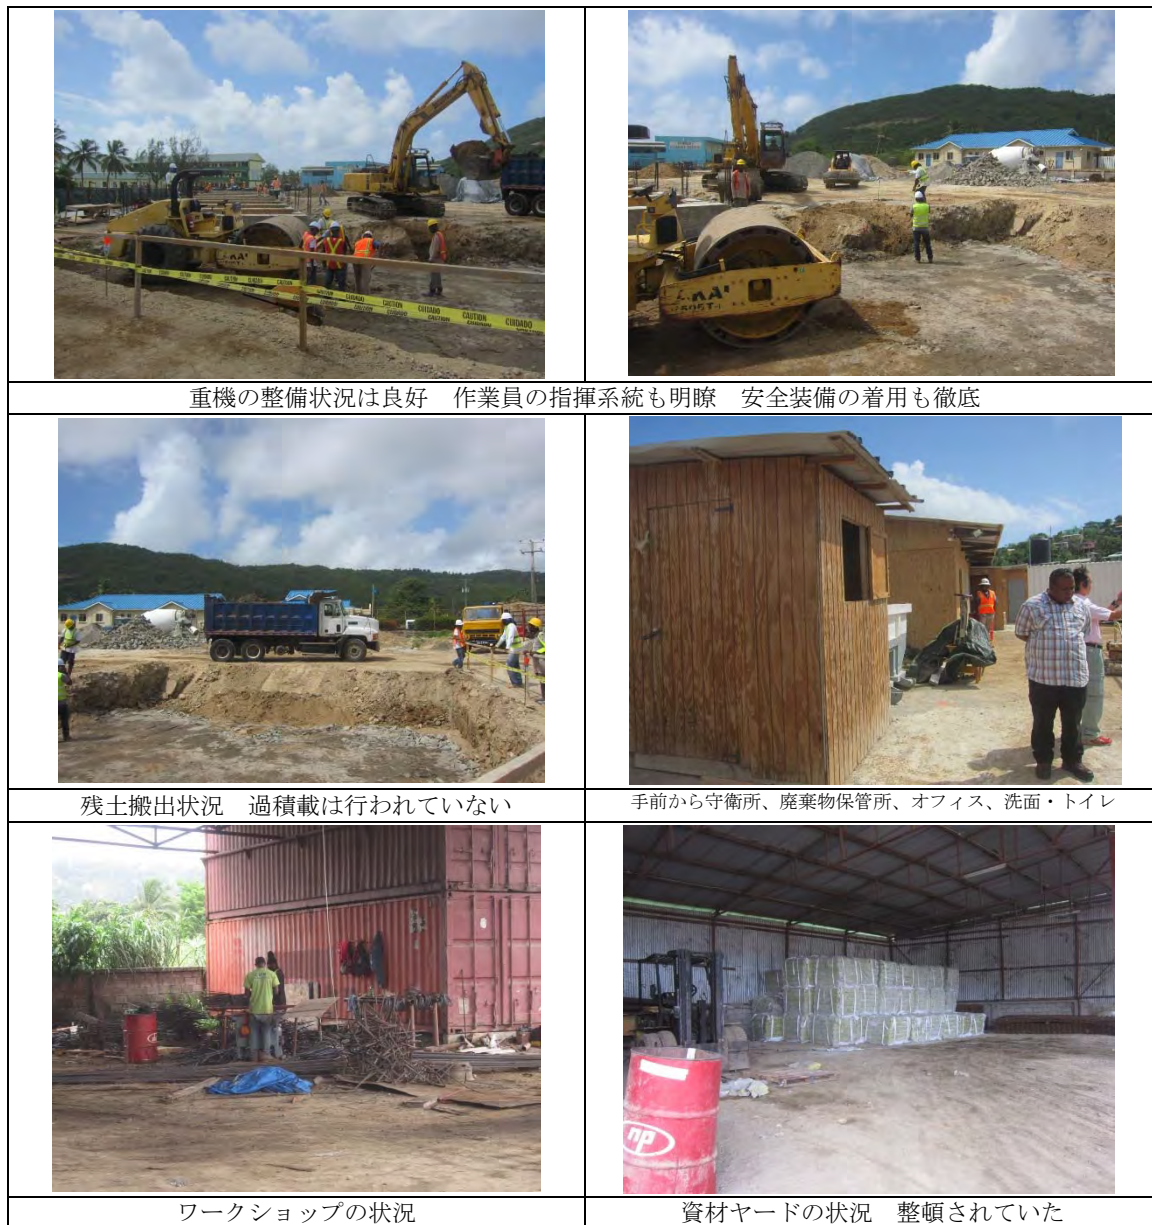 CAUTION
CUIDADO
CAUTION
CUIDADO
重機の整備状況は良好　作業員の指揮系統も明瞭　安全装備の着用も徹底
残土搬出状況　過積載は行われていない
手前から守衛所、廃棄物保管所、オフィス、洗面・トイレ
ワークショップの状況
np
資材ヤードの状況　整頓されていた